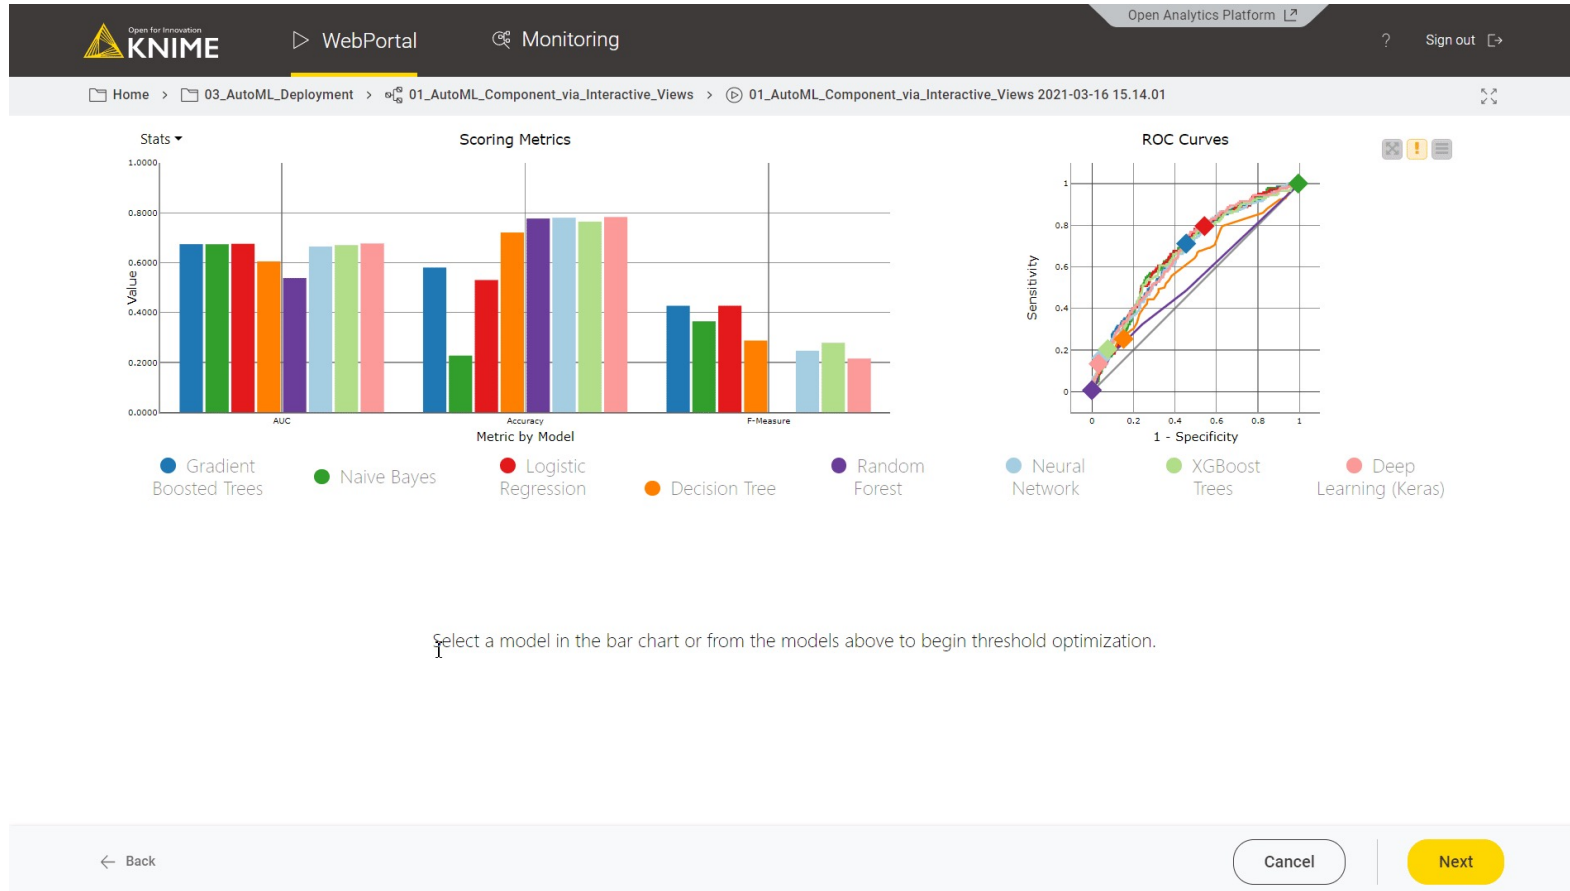 Open Analytics Platform
Open for Innovation
KNIME
WebPortal
Monitoring
?
Sign out
Home > 03_AutoML_Deployment > 01_AutoML_Component_via_Interactive_Views > 01_AutoML_Component_via_Interactive_Views 2021-03-16 15.14.01
Stats
Scoring Metrics
1.0000
0.8000
0.6000
0.4000
0.2000
0.0000
Value
AUC
Accuracy
F-Measure
Metric by Model
ROC Curves
!
1
0.8
0.6
0.4
0.2
0
Sensitivity
0 0.2 0.4 0.6 0.8 1
1 - Specificity
Gradient
Boosted Trees
Naive Bayes
Logistic
Regression
Decision Tree
Random
Forest
Neural
Network
XGBoost
Trees
Deep
Learning (Keras)
Select a model in the bar chart or from the models above to begin threshold optimization.
Back
Cancel
Next